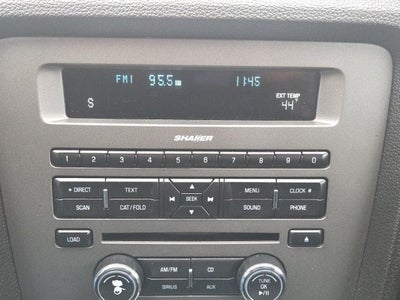 FM1 95.5 11:45
EXT TEMP
S 44°
SHAKER
1 2 3 4 5 6 7 8 9 0
DIRECT TEXT MENU CLOCK
SEEK
SCAN CAT/FOLD SOUND PHONE
LOAD
AM/FM CD TUNE
OK
SIRIUS AUX